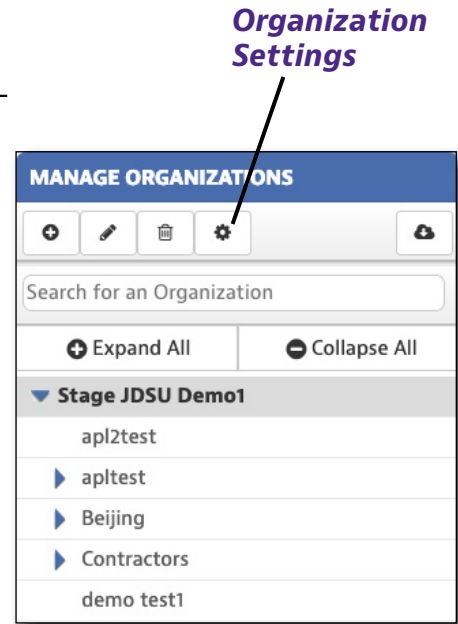 Organization
Settings
MANAGE ORGANIZATIONS
Search for an Organization
Expand All Collapse All
Stage JDSU Demo1
apl2test
apltest
Beijing
Contractors
demo test1